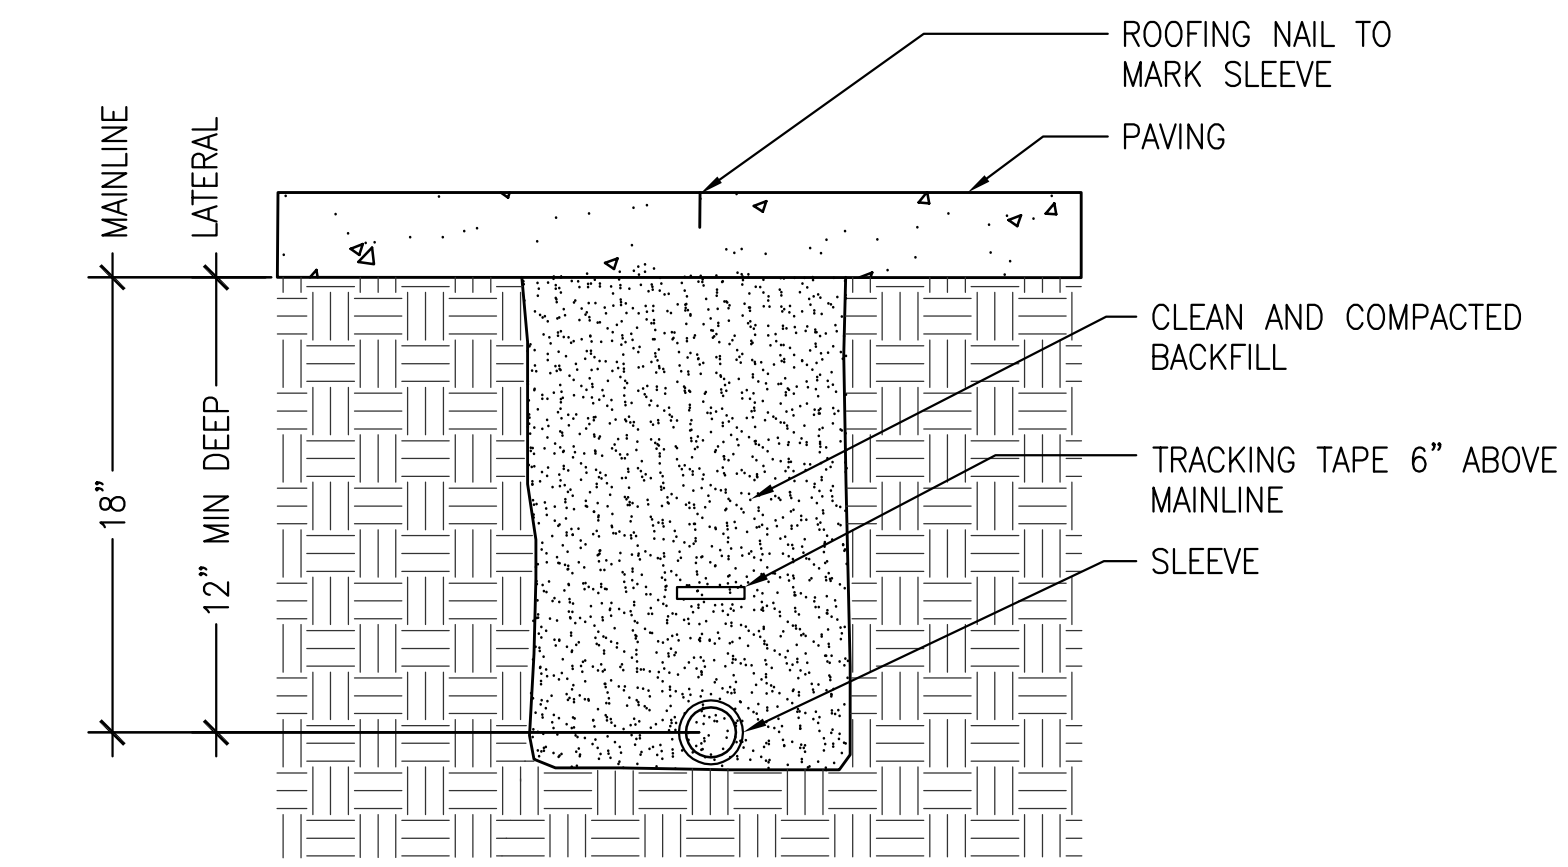 ROOFING NAIL TO
MARK SLEEVE
PAVING
MAINLINE
LATERAL
CLEAN AND COMPACTED
BACKFILL
TRACKING TAPE 6” ABOVE
MAINLINE
SLEEVE
18”
12” MIN DEEP